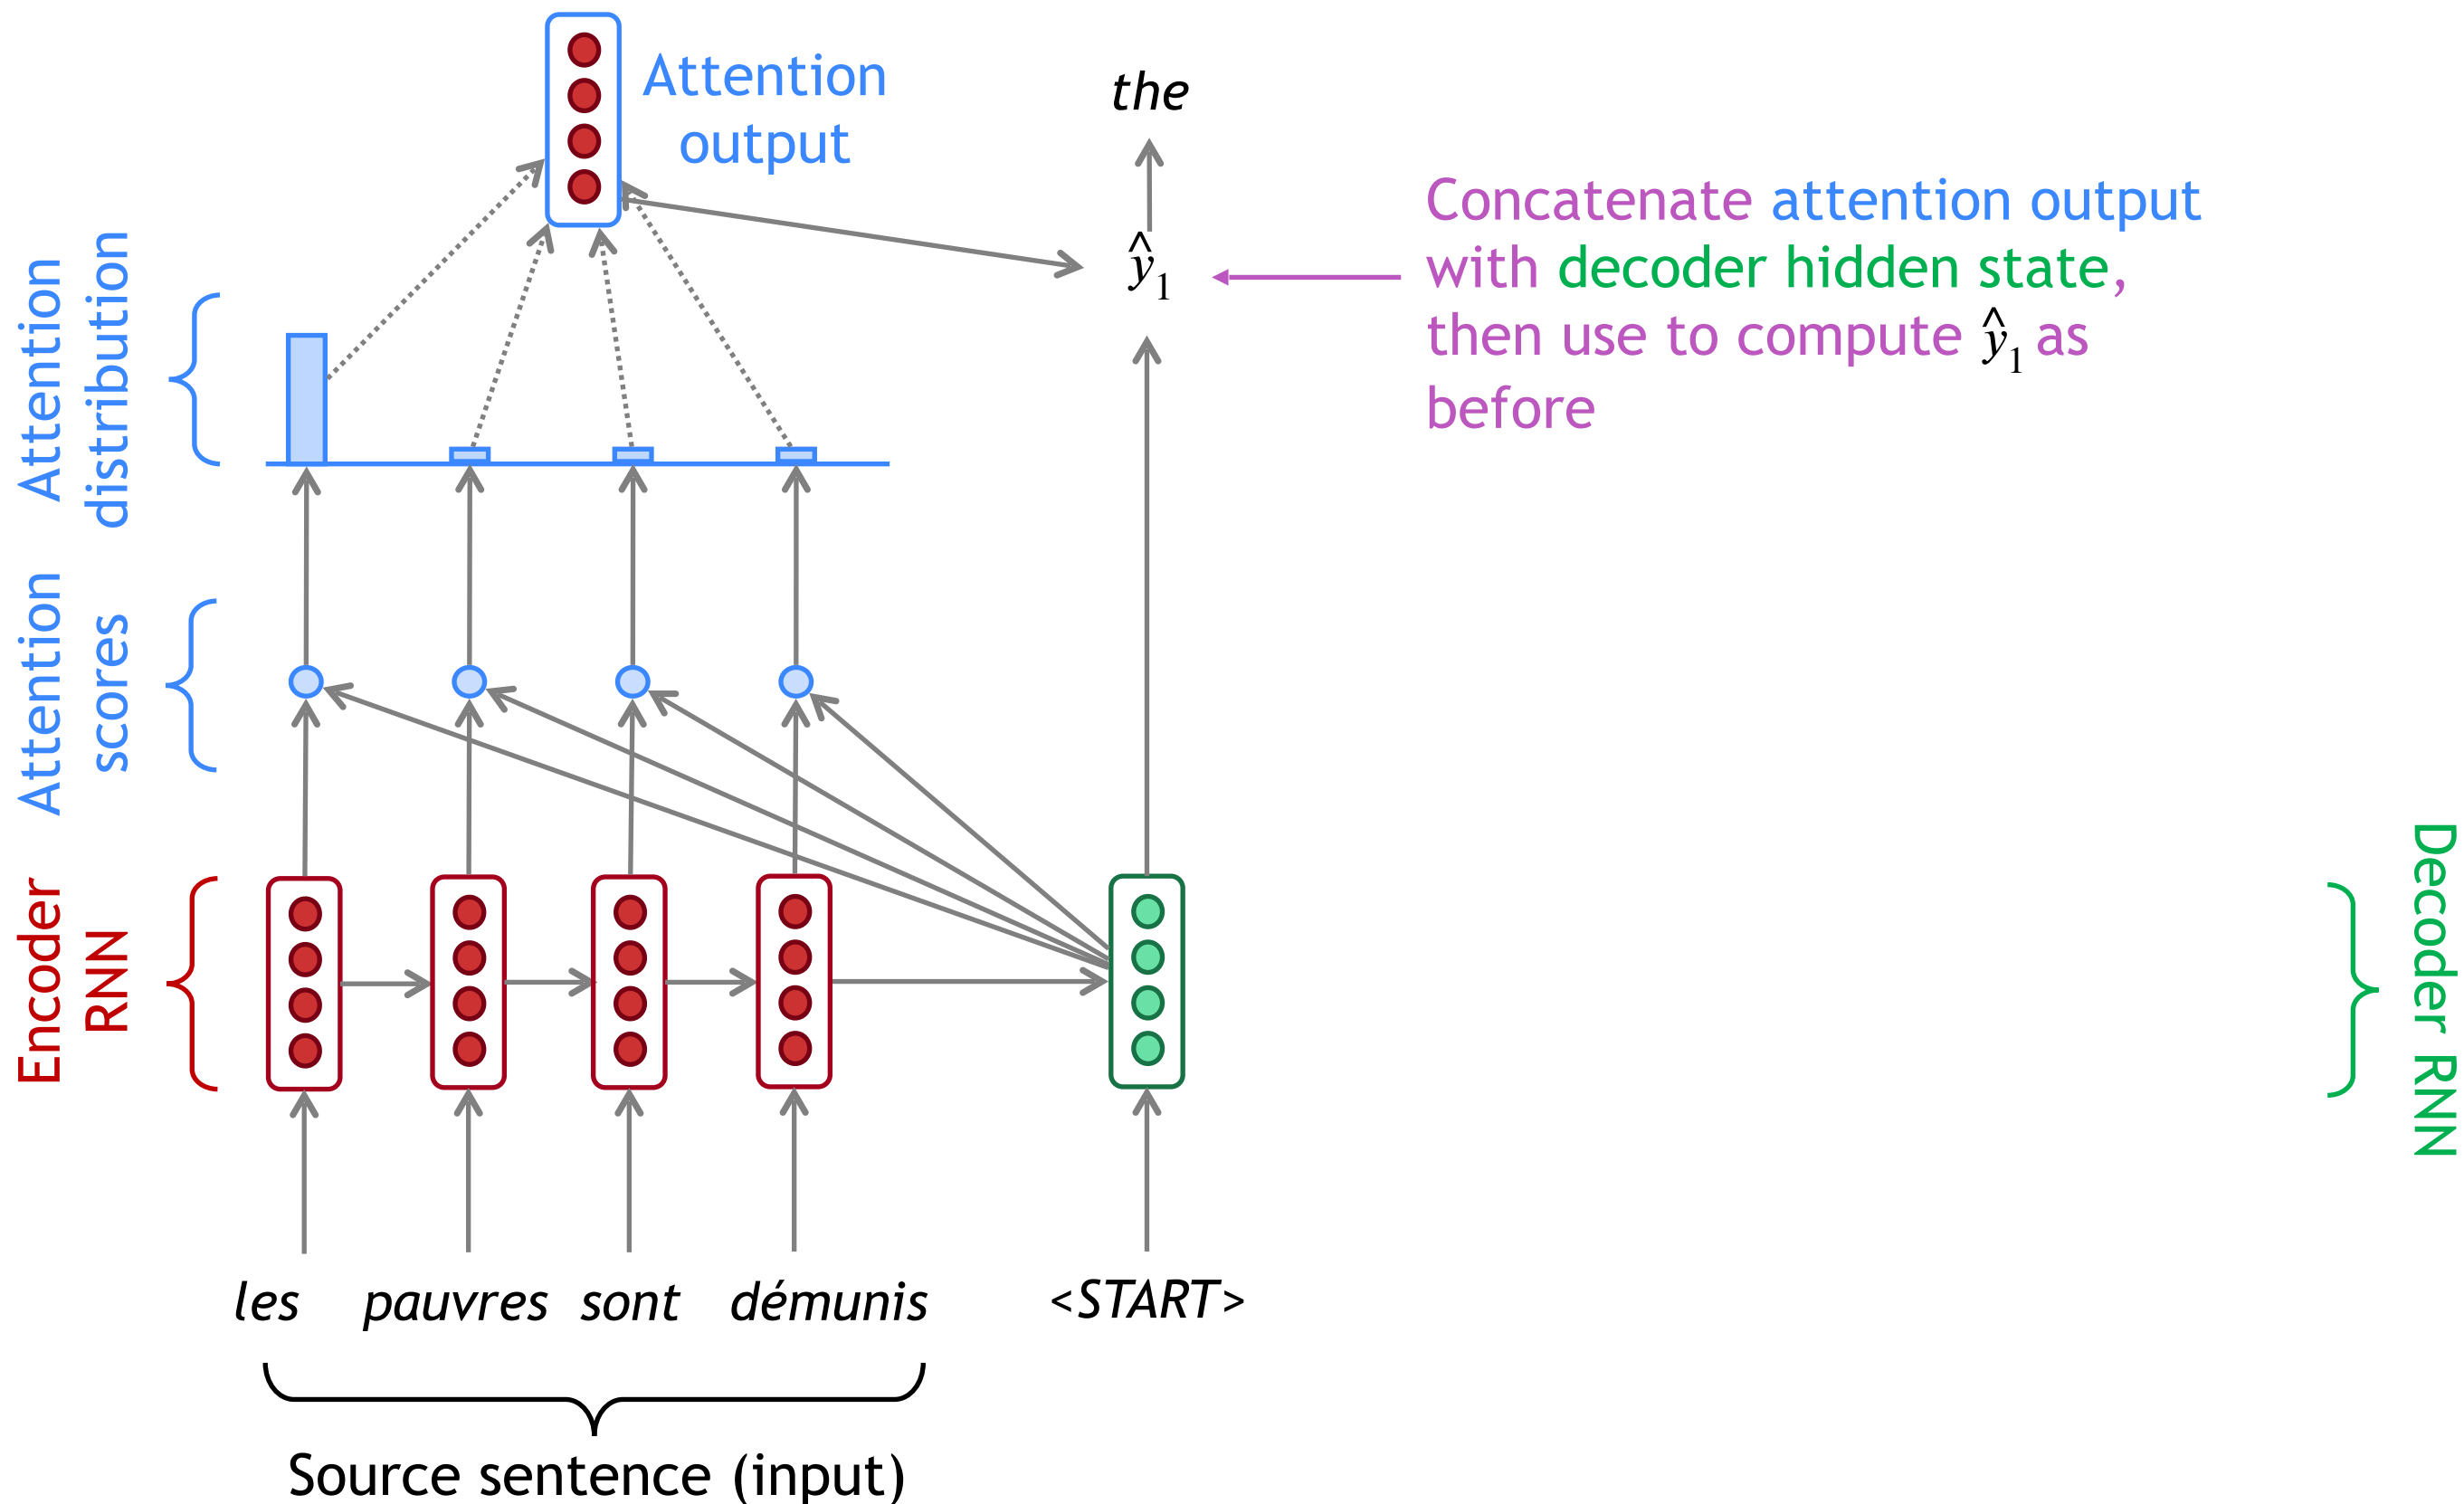 Attention
output
the
ŷ1
Concatenate attention output
with decoder hidden state,
then use to compute ŷ1 as
before
Attention
distribution
Attention
scores
Encoder
RNN
Decoder RNN
les pauvres sont démunis <START>
Source sentence (input)